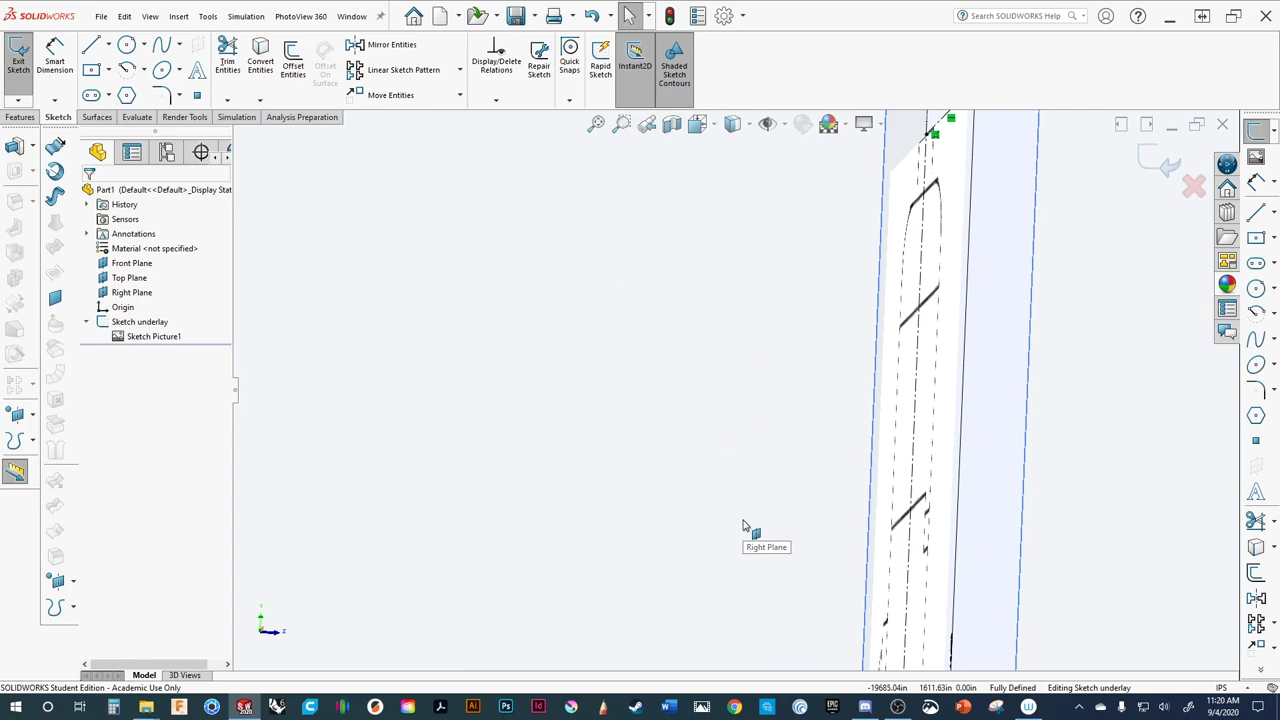 SOLIDWORKS
File
Edit
View
Insert
Tools
Simulation
PhotoView 360
Window
Search SOLIDWORKS Help
Exit Sketch
Smart Dimension
Trim Entities
Convert Entities
Offset Entities
Offset On Surface
Mirror Entities
Linear Sketch Pattern
Move Entities
Display/Delete Relations
Repair Sketch
Quick Snaps
Rapid Sketch
Instant2D
Shaded Sketch Contours
Features
Sketch
Surfaces
Evaluate
Render Tools
Simulation
Analysis Preparation
Part1 (Default<<Default>_Display Stat
History
Sensors
Annotations
Material <not specified>
Front Plane
Top Plane
Right Plane
Origin
Sketch underlay
Sketch Picture1
Right Plane
Y
Z
Model
3D Views
SOLIDWORKS Student Edition - Academic Use Only
-19685.04in
1611.63in
0.00in
Fully Defined
Editing Sketch underlay
IPS
11:20 AM
9/4/2020